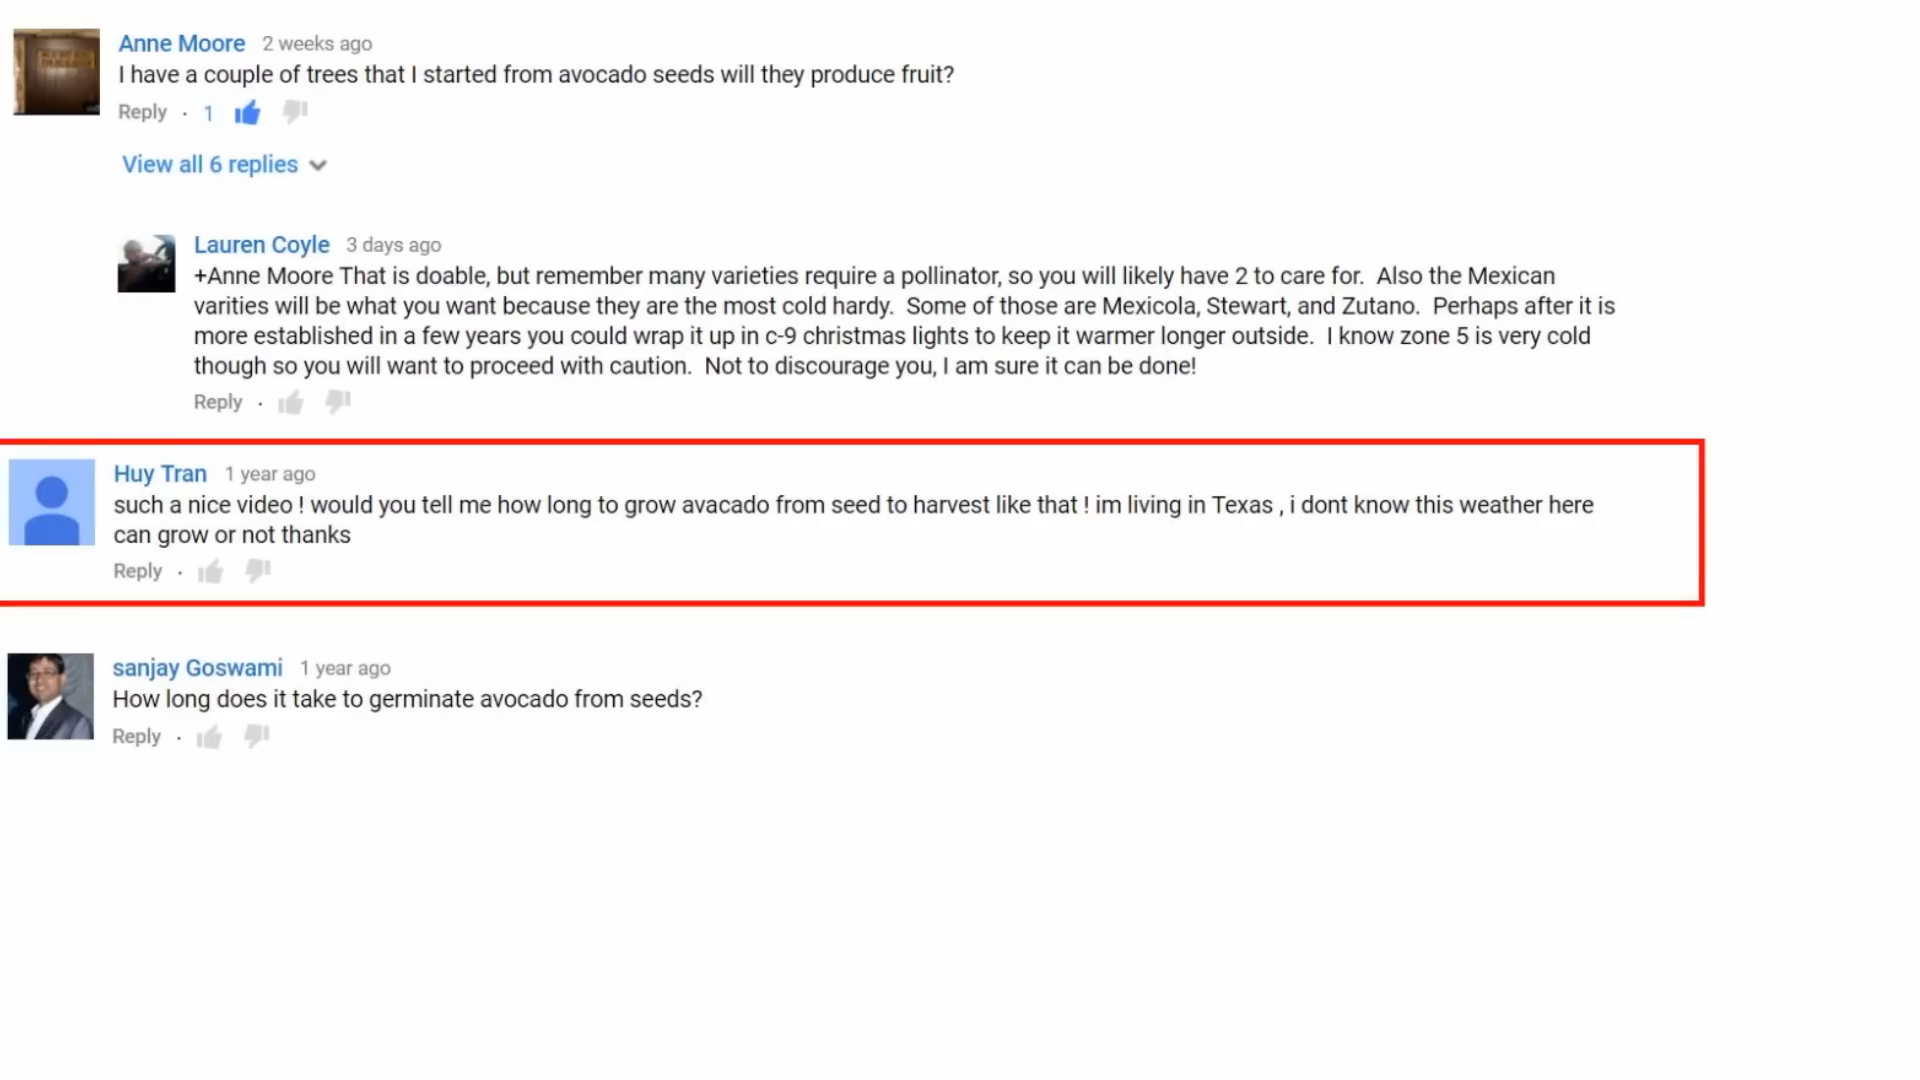 Anne Moore 2 weeks ago
I have a couple of trees that I started from avocado seeds will they produce fruit?
Reply · 1
View all 6 replies
Lauren Coyle 3 days ago
+Anne Moore That is doable, but remember many varieties require a pollinator, so you will likely have 2 to care for.  Also the Mexican
varities will be what you want because they are the most cold hardy.  Some of those are Mexicola, Stewart, and Zutano.  Perhaps after it is
more established in a few years you could wrap it up in c-9 christmas lights to keep it warmer longer outside.  I know zone 5 is very cold
though so you will want to proceed with caution.  Not to discourage you, I am sure it can be done!
Reply ·
Huy Tran 1 year ago
such a nice video ! would you tell me how long to grow avacado from seed to harvest like that ! im living in Texas , i dont know this weather here
can grow or not thanks
Reply ·
sanjay Goswami 1 year ago
How long does it take to germinate avocado from seeds?
Reply ·